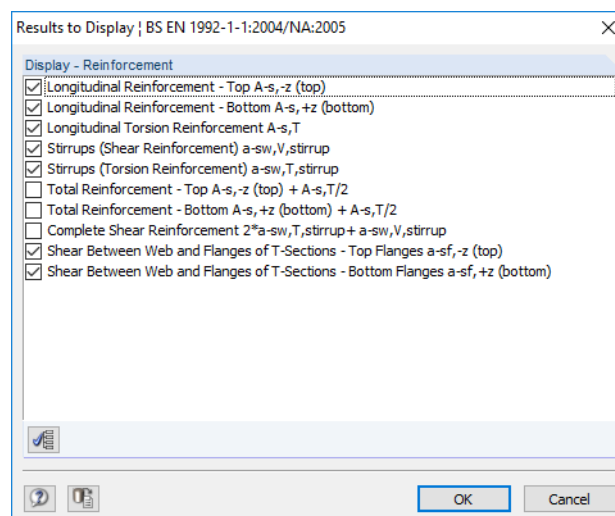 Results to Display ¦ BS EN 1992-1-1:2004/NA:2005
Display - Reinforcement
Longitudinal Reinforcement - Top A-s,-z (top)
Longitudinal Reinforcement - Bottom A-s,+z (bottom)
Longitudinal Torsion Reinforcement A-s,T
Stirrups (Shear Reinforcement) a-sw,V,stirrup
Stirrups (Torsion Reinforcement) a-sw,T,stirrup
Total Reinforcement - Top A-s,-z (top) + A-s,T/2
Total Reinforcement - Bottom A-s,+z (bottom) + A-s,T/2
Complete Shear Reinforcement 2*a-sw,T,stirrup+ a-sw,V,stirrup
Shear Between Web and Flanges of T-Sections - Top Flanges a-sf,-z (top)
Shear Between Web and Flanges of T-Sections - Bottom Flanges a-sf,+z (bottom)
OK
Cancel